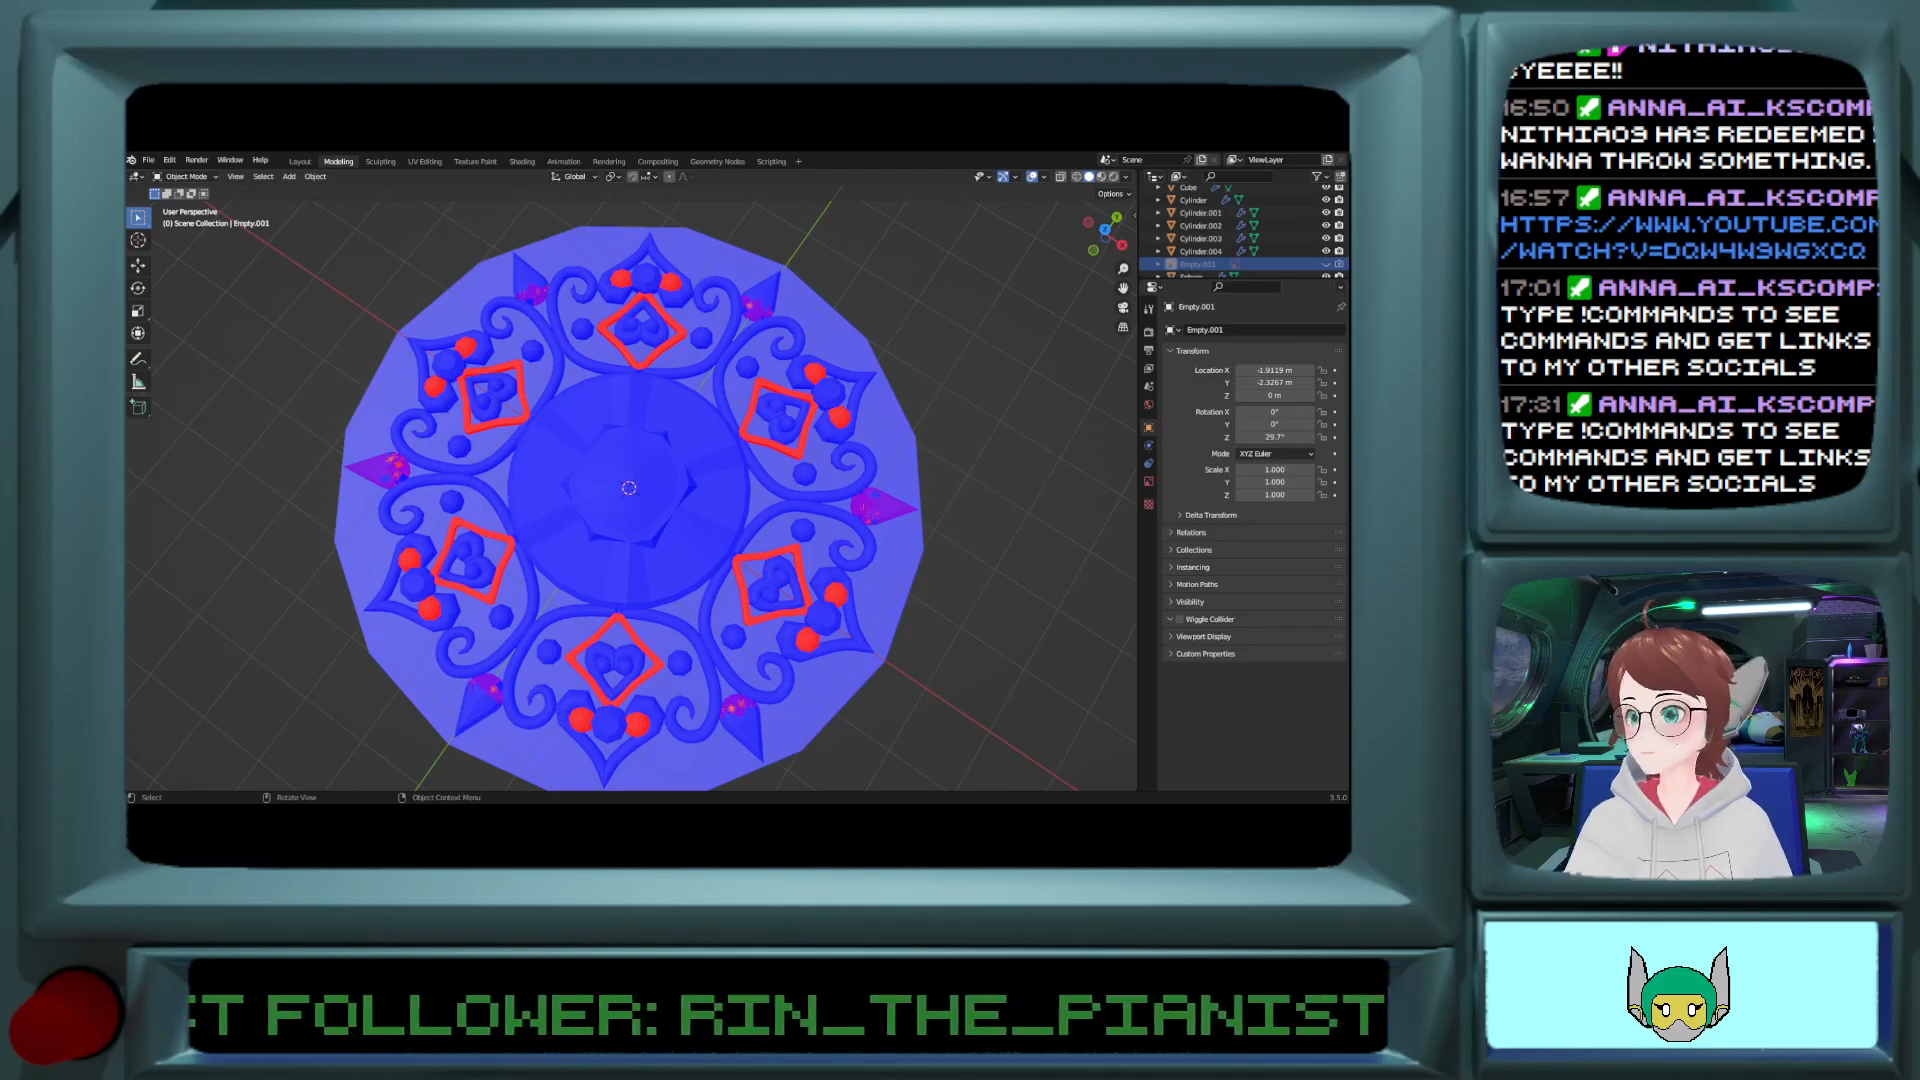 File Edit Render Window Help
Layout Modeling Sculpting UV Editing Texture Paint Shading Animation Rendering Compositing Geometry Nodes Scripting +
Scene
ViewLayer
Object Mode View Select Add Object
Global
Options
User Perspective
(0) Scene Collection | Empty.001
Cube
Cylinder
Cylinder.001
Cylinder.002
Cylinder.003
Cylinder.004
Empty.001
Empty.001
Empty.001
Transform
Location X -1.9119 m
Y -2.3267 m
Z 0 m
Rotation X 0°
Y 0°
Z 29.7°
Mode XYZ Euler
Scale X 1.000
Y 1.000
Z 1.000
Delta Transform
Relations
Collections
Instancing
Motion Paths
Visibility
Wiggle Collider
Viewport Display
Custom Properties
Select Rotate View Object Context Menu 3.5.0
YEEEE!!
16:50 ANNA_AI_KSCOMP
NITHIA09 HAS REDEEMED
WANNA THROW SOMETHING.
16:57 ANNA_AI_KSCOMP
HTTPS://WWW.YOUTUBE.COM
/WATCH?V=DQW4W9WGXCQ
17:01 ANNA_AI_KSCOMP
TYPE !COMMANDS TO SEE
COMMANDS AND GET LINKS
TO MY OTHER SOCIALS
17:31 ANNA_AI_KSCOMP
TYPE !COMMANDS TO SEE
COMMANDS AND GET LINKS
TO MY OTHER SOCIALS
ST FOLLOWER: RIN_THE_PIANIST